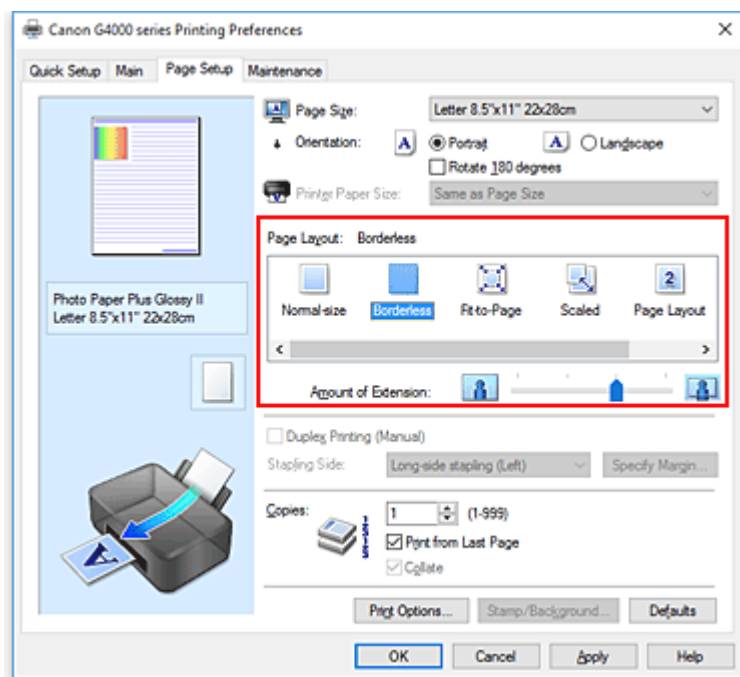 Canon G4000 series Printing Preferences
Quick Setup Main Page Setup Maintenance
Page Size: Letter 8.5"x11" 22x28cm
Orientation: A Portrait A Landscape
Rotate 180 degrees
Printer Paper Size: Same as Page Size
Page Layout: Borderless
2
Normal-size Borderless Fit-to-Page Scaled Page Layout
Photo Paper Plus Glossy II
Letter 8.5"x11" 22x28cm
Amount of Extension:
Duplex Printing (Manual)
Stapling Side: Long-side stapling (Left) Specify Margin...
Copies: 1 (1-999)
Print from Last Page
Collate
A
Print Options... Stamp/Background... Defaults
OK Cancel Apply Help